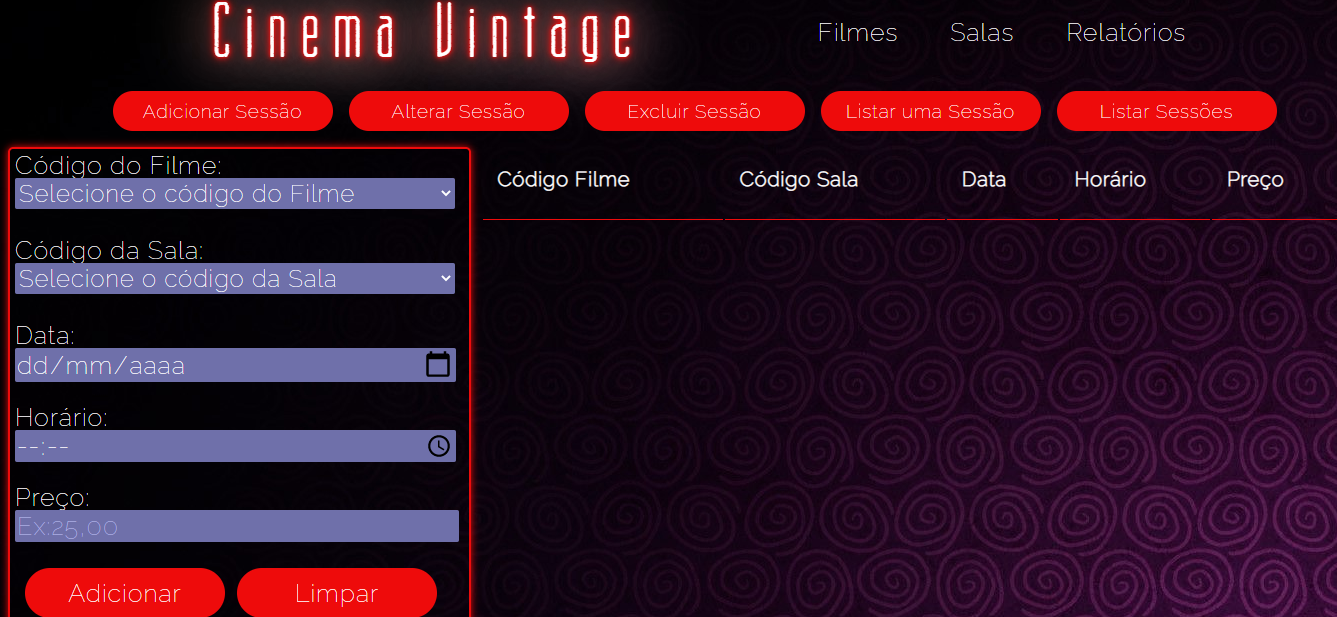 Cinema Vintage
Filmes Salas Relatórios
Adicionar Sessão Alterar Sessão Excluir Sessão Listar uma Sessão Listar Sessões
Código do Filme:
Selecione o código do Filme
Código da Sala:
Selecione o código da Sala
Data:
dd/mm/aaaa
Horário:
--:--
Preço:
Ex:25,00
Adicionar Limpar
Código Filme Código Sala Data Horário Preço